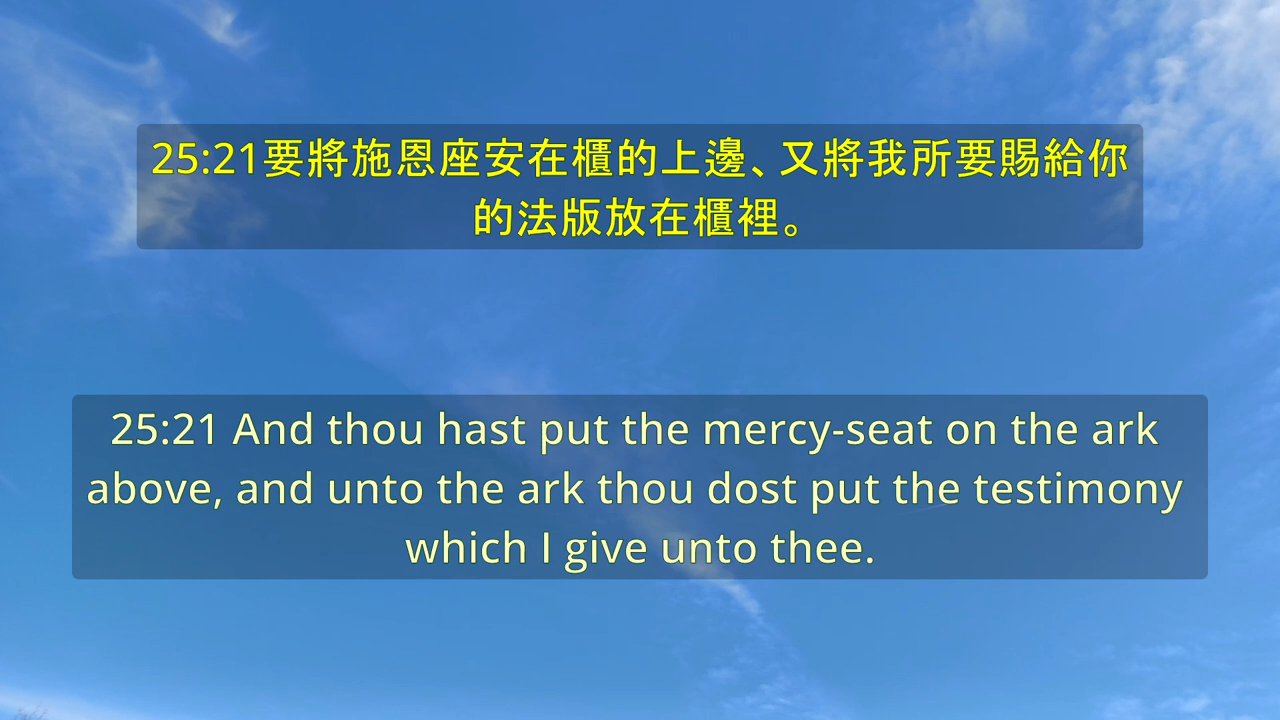 25:21要將施恩座安在櫃的上邊、又將我所要賜給你
的法版放在櫃裡。
25:21 And thou hast put the mercy-seat on the ark
above, and unto the ark thou dost put the testimony
which I give unto thee.